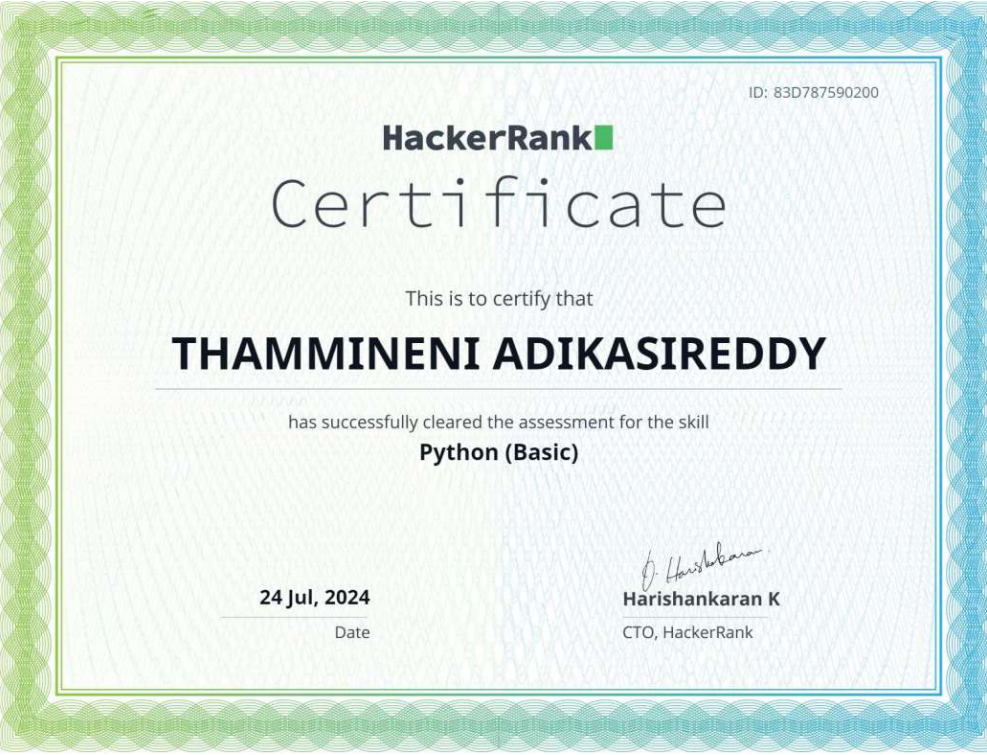 ID: 83D787590200
HackerRank
Certificate
This is to certify that
THAMMINENI ADIKASIREDDY
has successfully cleared the assessment for the skill
Python (Basic)
24 Jul, 2024
Date
Harishankaran K
CTO, HackerRank